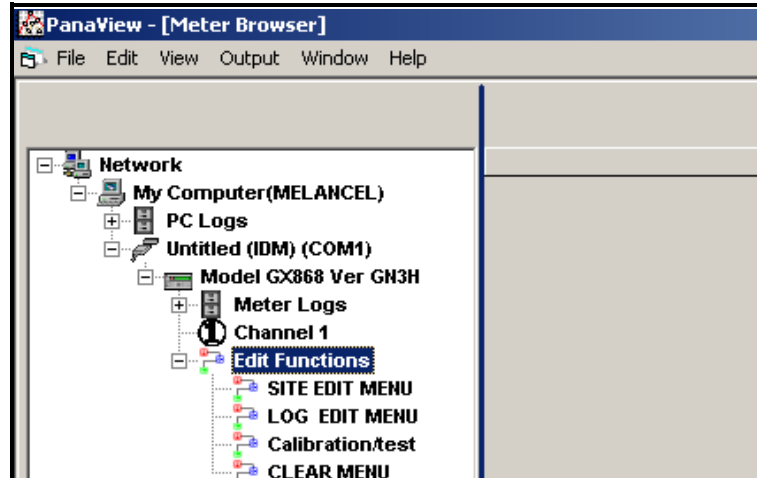 PanaView - [Meter Browser]
File Edit View Output Window Help
Network
My Computer(MELANCEL)
PC Logs
Untitled (IDM) (COM1)
Model GX868 Ver GN3H
Meter Logs
1 Channel 1
Edit Functions
SITE EDIT MENU
LOG EDIT MENU
Calibration/test
CLEAR MENU